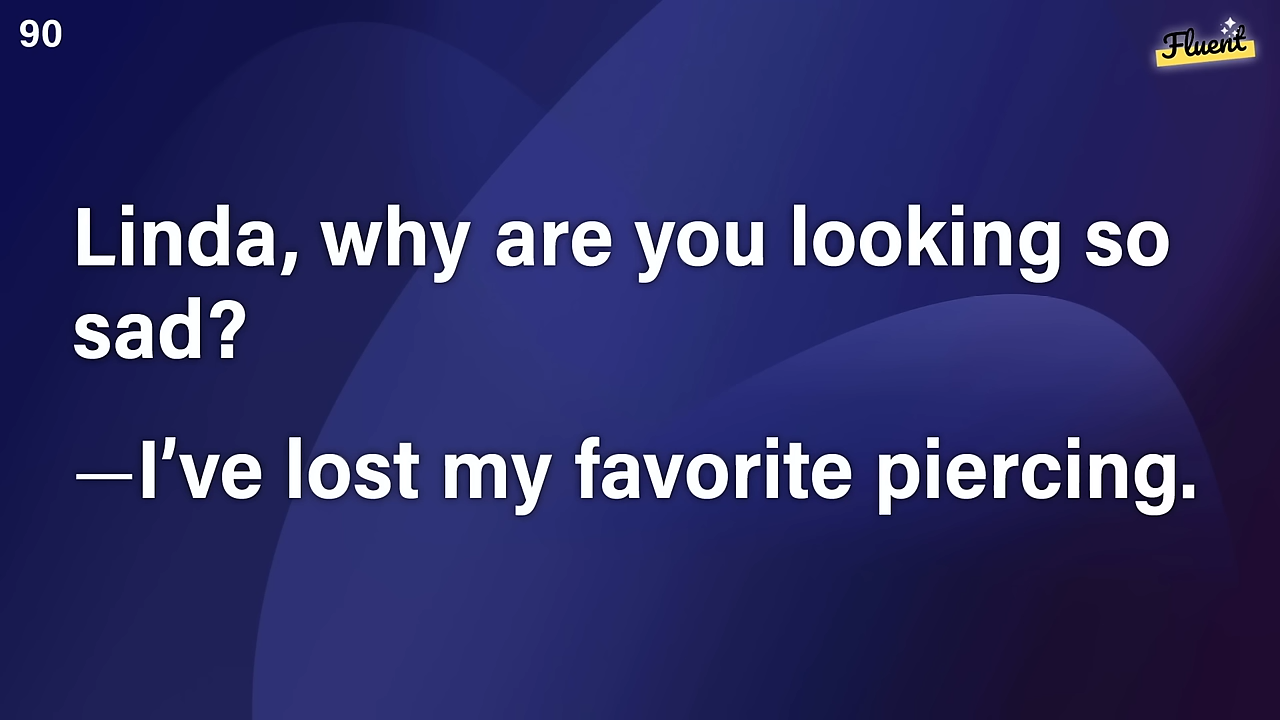 90
Fluent
Linda, why are you looking so
sad?
—I’ve lost my favorite piercing.